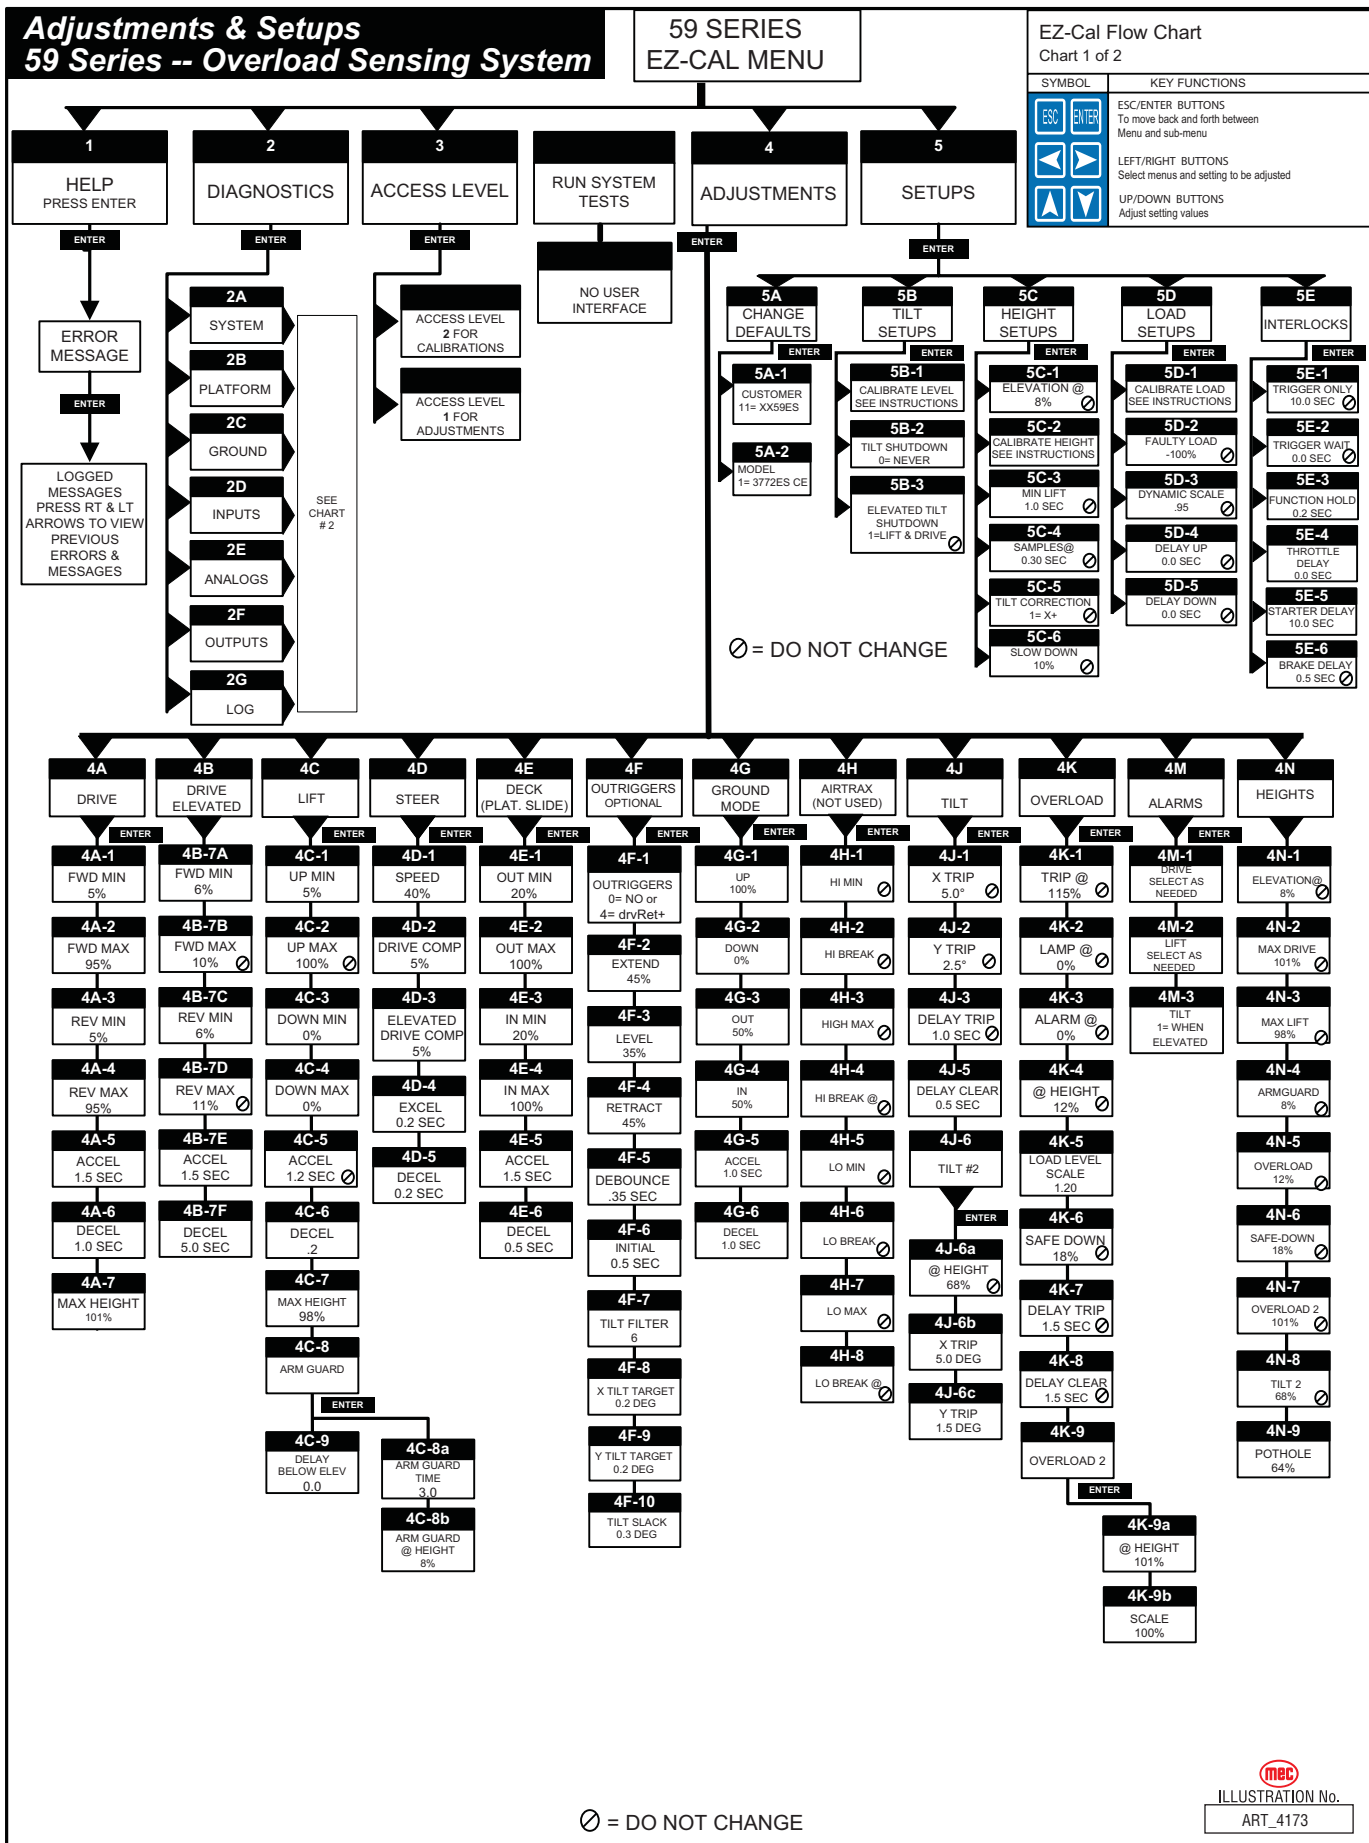 Adjustments & Setups
59 Series -- Overload Sensing System
59 SERIES
EZ-CAL MENU
EZ-Cal Flow Chart
Chart 1 of 2
SYMBOL
KEY FUNCTIONS
ESC
ENTER
ESC/ENTER BUTTONS
To move back and forth between
Menu and sub-menu
LEFT/RIGHT BUTTONS
Select menus and setting to be adjusted
UP/DOWN BUTTONS
Adjust setting values
1
HELP
PRESS ENTER
ENTER
ERROR
MESSAGE
ENTER
LOGGED
MESSAGES
PRESS RT & LT
ARROWS TO VIEW
PREVIOUS
ERRORS &
MESSAGES
2
DIAGNOSTICS
ENTER
2A
SYSTEM
2B
PLATFORM
2C
GROUND
2D
INPUTS
2E
ANALOGS
2F
OUTPUTS
2G
LOG
SEE
CHART
# 2
3
ACCESS LEVEL
ENTER
ACCESS LEVEL
2 FOR
CALIBRATIONS
ACCESS LEVEL
1 FOR
ADJUSTMENTS
RUN SYSTEM
TESTS
NO USER
INTERFACE
4
ADJUSTMENTS
ENTER
5
SETUPS
ENTER
5A
CHANGE
DEFAULTS
ENTER
5A-1
CUSTOMER
11= XX59ES
5A-2
MODEL
1= 3772ES CE
5B
TILT
SETUPS
ENTER
5B-1
CALIBRATE LEVEL
SEE INSTRUCTIONS
5B-2
TILT SHUTDOWN
0= NEVER
5B-3
ELEVATED TILT
SHUTDOWN
1=LIFT & DRIVE
5C
HEIGHT
SETUPS
ENTER
5C-1
ELEVATION @
8%
5C-2
CALIBRATE HEIGHT
SEE INSTRUCTIONS
5C-3
MIN LIFT
1.0 SEC
5C-4
SAMPLES@
0.30 SEC
5C-5
TILT CORRECTION
1= X+
5C-6
SLOW DOWN
10%
5D
LOAD
SETUPS
ENTER
5D-1
CALIBRATE LOAD
SEE INSTRUCTIONS
5D-2
FAULTY LOAD
-100%
5D-3
DYNAMIC SCALE
.95
5D-4
DELAY UP
0.0 SEC
5D-5
DELAY DOWN
0.0 SEC
5E
INTERLOCKS
ENTER
5E-1
TRIGGER ONLY
10.0 SEC
5E-2
TRIGGER WAIT
0.0 SEC
5E-3
FUNCTION HOLD
0.2 SEC
5E-4
THROTTLE
DELAY
0.0 SEC
5E-5
STARTER DELAY
10.0 SEC
5E-6
BRAKE DELAY
0.5 SEC
= DO NOT CHANGE
4A
DRIVE
ENTER
4A-1
FWD MIN
5%
4A-2
FWD MAX
95%
4A-3
REV MIN
5%
4A-4
REV MAX
95%
4A-5
ACCEL
1.5 SEC
4A-6
DECEL
1.0 SEC
4A-7
MAX HEIGHT
101%
4B
DRIVE
ELEVATED
4B-7A
FWD MIN
6%
4B-7B
FWD MAX
10%
4B-7C
REV MIN
6%
4B-7D
REV MAX
11%
4B-7E
ACCEL
1.5 SEC
4B-7F
DECEL
5.0 SEC
4C
LIFT
ENTER
4C-1
UP MIN
5%
4C-2
UP MAX
100%
4C-3
DOWN MIN
0%
4C-4
DOWN MAX
0%
4C-5
ACCEL
1.2 SEC
4C-6
DECEL
.2
4C-7
MAX HEIGHT
98%
4C-8
ARM GUARD
ENTER
4C-9
DELAY
BELOW ELEV
0.0
4C-8a
ARM GUARD
TIME
3.0
4C-8b
ARM GUARD
@ HEIGHT
8%
4D
STEER
ENTER
4D-1
SPEED
40%
4D-2
DRIVE COMP
5%
4D-3
ELEVATED
DRIVE COMP
5%
4D-4
EXCEL
0.2 SEC
4D-5
DECEL
0.2 SEC
4E
DECK
(PLAT. SLIDE)
ENTER
4E-1
OUT MIN
20%
4E-2
OUT MAX
100%
4E-3
IN MIN
20%
4E-4
IN MAX
100%
4E-5
ACCEL
1.5 SEC
4E-6
DECEL
0.5 SEC
4F
OUTRIGGERS
OPTIONAL
ENTER
4F-1
OUTRIGGERS
0= NO or
4= drvRet+
4F-2
EXTEND
45%
4F-3
LEVEL
35%
4F-4
RETRACT
45%
4F-5
DEBOUNCE
.35 SEC
4F-6
INITIAL
0.5 SEC
4F-7
TILT FILTER
6
4F-8
X TILT TARGET
0.2 DEG
4F-9
Y TILT TARGET
0.2 DEG
4F-10
TILT SLACK
0.3 DEG
4G
GROUND
MODE
ENTER
4G-1
UP
100%
4G-2
DOWN
0%
4G-3
OUT
50%
4G-4
IN
50%
4G-5
ACCEL
1.0 SEC
4G-6
DECEL
1.0 SEC
4H
AIRTRAX
(NOT USED)
ENTER
4H-1
HI MIN
4H-2
HI BREAK
4H-3
HIGH MAX
4H-4
HI BREAK @
4H-5
LO MIN
4H-6
LO BREAK
4H-7
LO MAX
4H-8
LO BREAK @
4J
TILT
ENTER
4J-1
X TRIP
5.0°
4J-2
Y TRIP
2.5°
4J-3
DELAY TRIP
1.0 SEC
4J-5
DELAY CLEAR
0.5 SEC
4J-6
TILT #2
ENTER
4J-6a
@ HEIGHT
68%
4J-6b
X TRIP
5.0 DEG
4J-6c
Y TRIP
1.5 DEG
4K
OVERLOAD
ENTER
4K-1
TRIP @
115%
4K-2
LAMP @
0%
4K-3
ALARM @
0%
4K-4
@ HEIGHT
12%
4K-5
LOAD LEVEL
SCALE
1.20
4K-6
SAFE DOWN
18%
4K-7
DELAY TRIP
1.5 SEC
4K-8
DELAY CLEAR
1.5 SEC
4K-9
OVERLOAD 2
ENTER
4K-9a
@ HEIGHT
101%
4K-9b
SCALE
100%
4M
ALARMS
ENTER
4M-1
DRIVE
SELECT AS
NEEDED
4M-2
LIFT
SELECT AS
NEEDED
4M-3
TILT
1= WHEN
ELEVATED
4N
HEIGHTS
4N-1
ELEVATION@
8%
4N-2
MAX DRIVE
101%
4N-3
MAX LIFT
98%
4N-4
ARMGUARD
8%
4N-5
OVERLOAD
12%
4N-6
SAFE-DOWN
18%
4N-7
OVERLOAD 2
101%
4N-8
TILT 2
68%
4N-9
POTHOLE
64%
= DO NOT CHANGE
mec
ILLUSTRATION No.
ART_4173